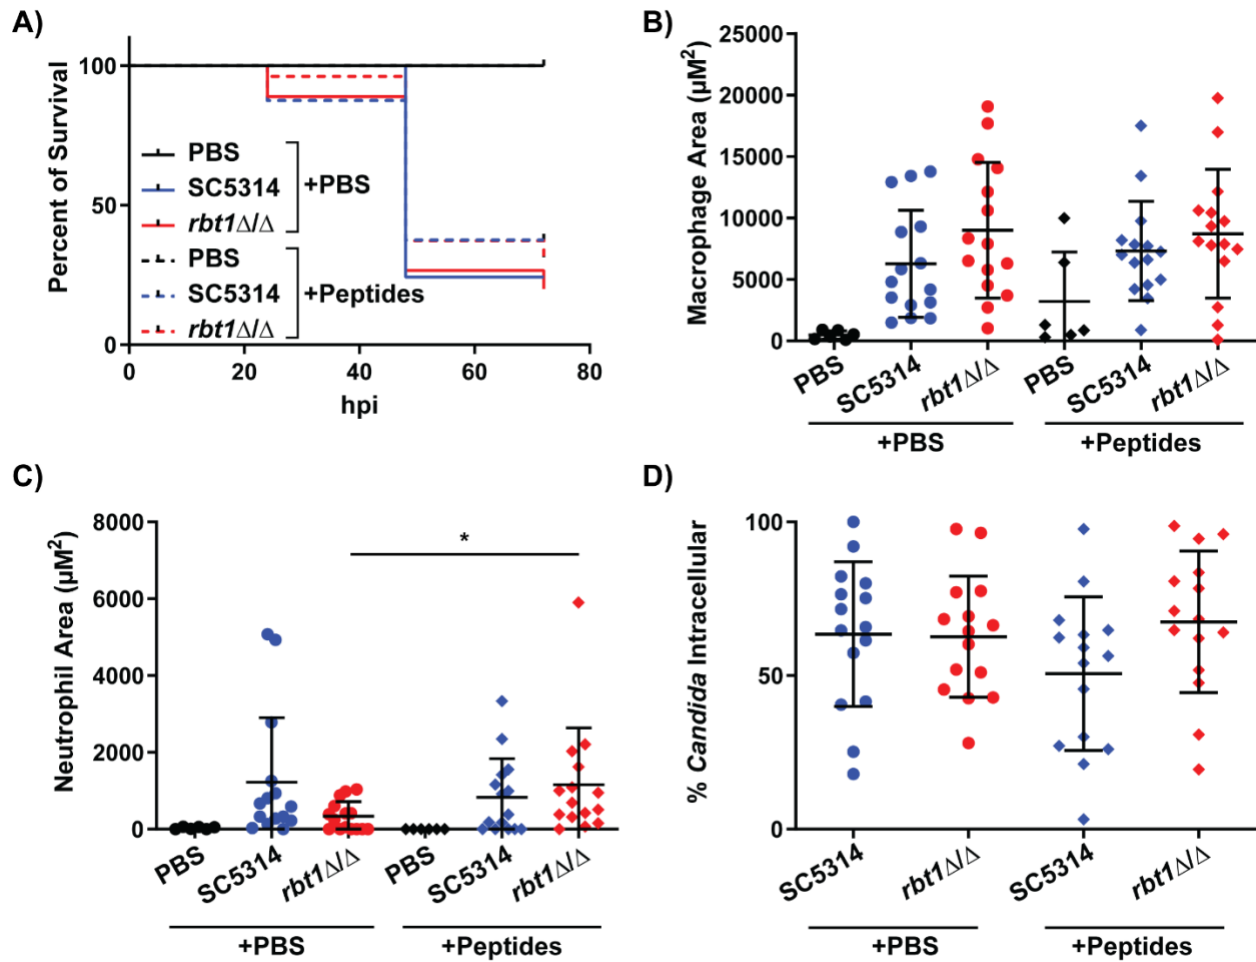 A)
Percent of Survival
100
50
0
0 20 40 60 80
hpi
PBS
SC5314
rbt1Δ/Δ
+PBS
PBS
SC5314
rbt1Δ/Δ
+Peptides
B)
Macrophage Area (µM²)
25000
20000
15000
10000
5000
0
PBS SC5314 rbt1Δ/Δ PBS SC5314 rbt1Δ/Δ
+PBS +Peptides
C)
Neutrophil Area (µM²)
8000
6000
4000
2000
0
*
PBS SC5314 rbt1Δ/Δ PBS SC5314 rbt1Δ/Δ
+PBS +Peptides
D)
% Candida Intracellular
100
50
0
SC5314 rbt1Δ/Δ SC5314 rbt1Δ/Δ
+PBS +Peptides